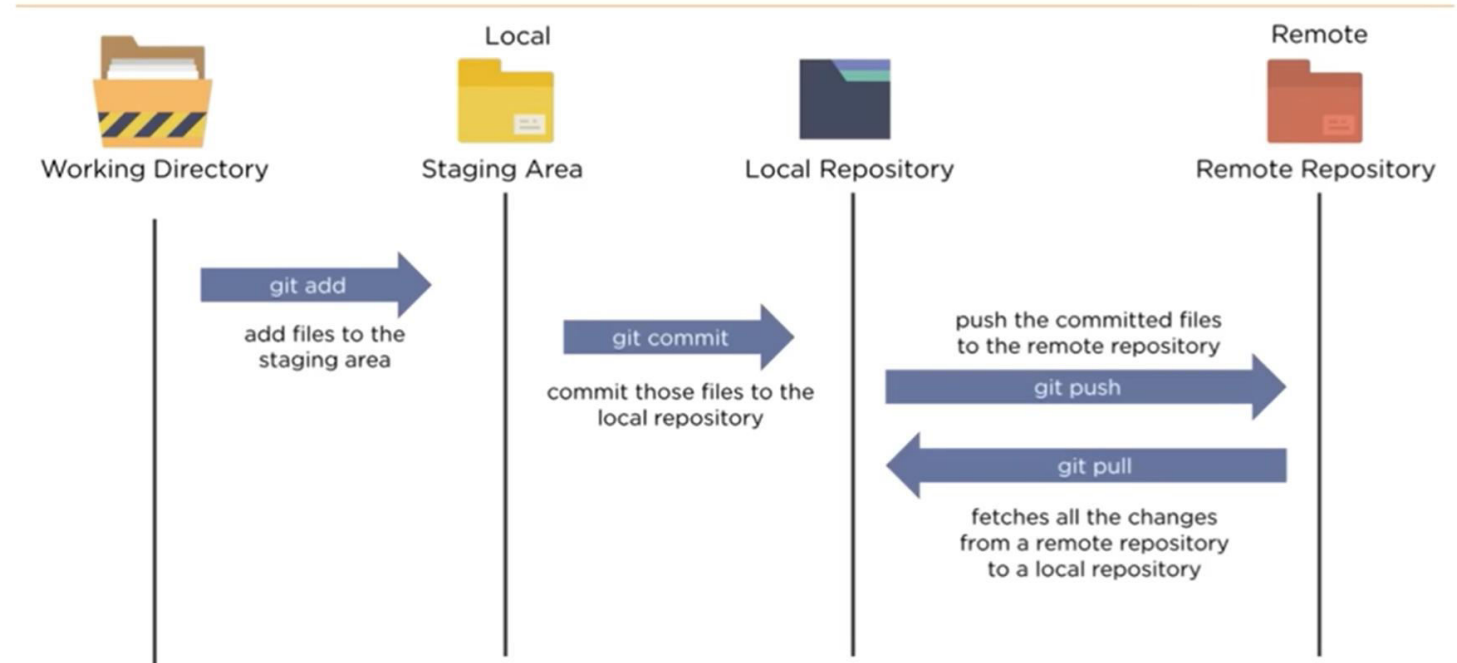 Local
Remote
Working Directory
Staging Area
Local Repository
Remote Repository
git add
add files to the
staging area
git commit
commit those files to the
local repository
push the committed files
to the remote repository
git push
git pull
fetches all the changes
from a remote repository
to a local repository